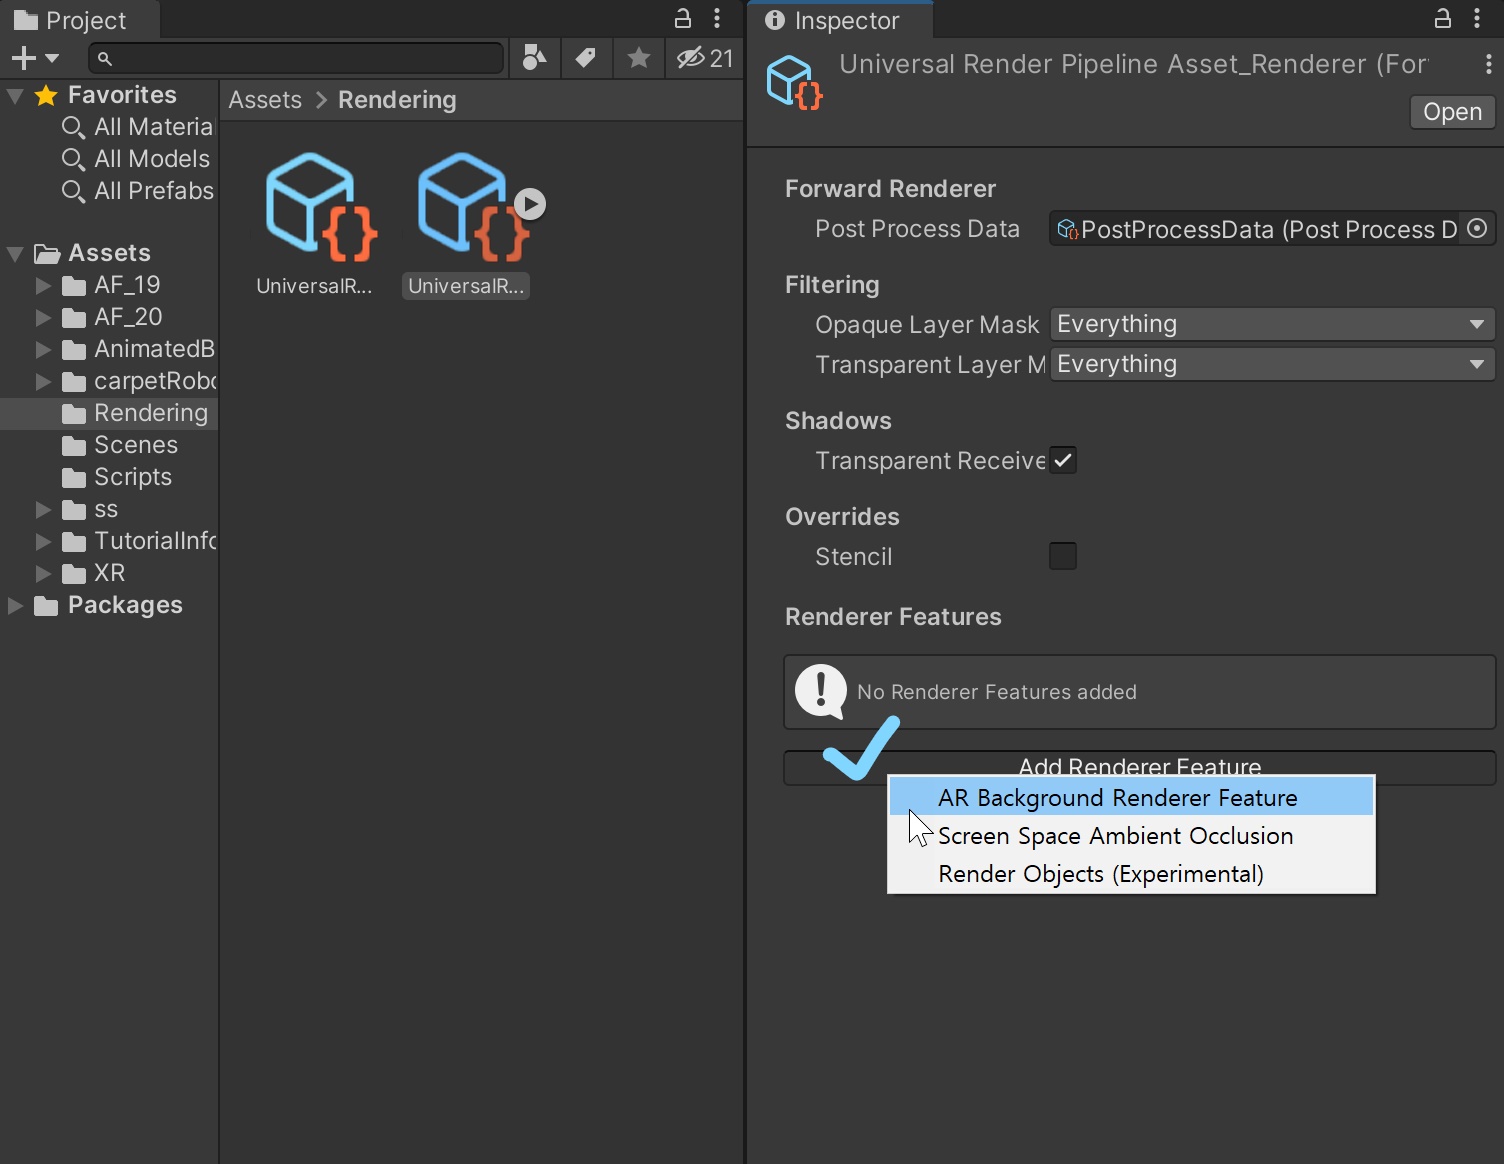 Project
21
Favorites
All Materia
All Models
All Prefabs
Assets
AF_19
AF_20
AnimatedB
carpetRobo
Rendering
Scenes
Scripts
ss
TutorialInfo
XR
Packages
Assets > Rendering
UniversalR...
UniversalR...
Inspector
Universal Render Pipeline Asset_Renderer (For
Open
Forward Renderer
Post Process Data
PostProcessData (Post Process D
Filtering
Opaque Layer Mask
Everything
Transparent Layer M
Everything
Shadows
Transparent Receive
Overrides
Stencil
Renderer Features
No Renderer Features added
Add Renderer Feature
AR Background Renderer Feature
Screen Space Ambient Occlusion
Render Objects (Experimental)